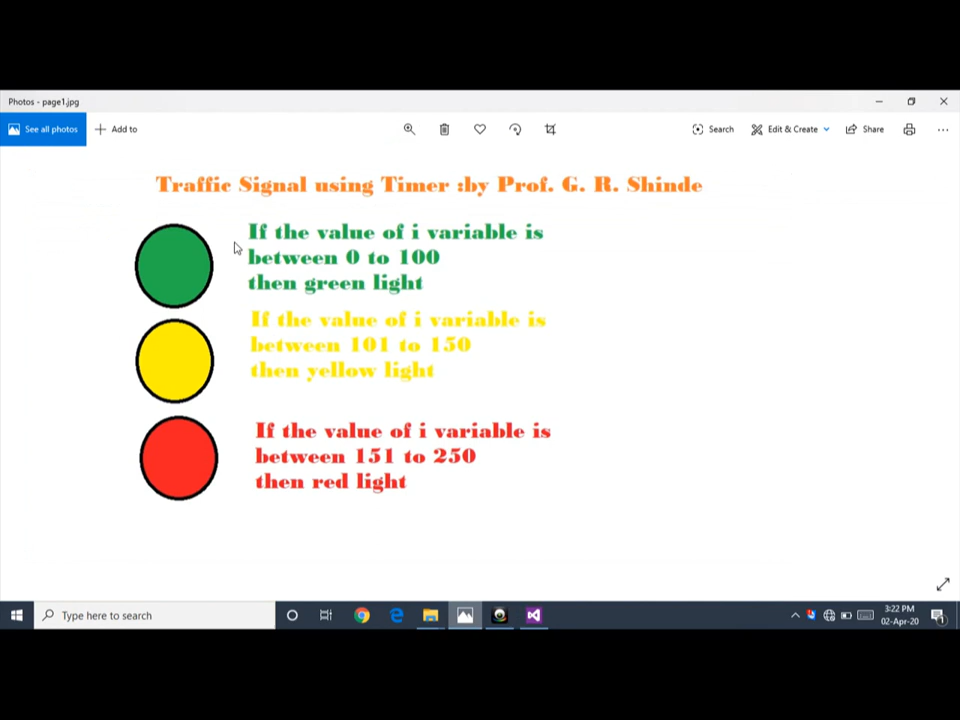 Photos - page1.jpg
See all photos
Add to
Search
Edit & Create
Share
Traffic Signal using Timer :by Prof. G. R. Shinde
If the value of i variable is
between 0 to 100
then green light
If the value of i variable is
between 101 to 150
then yellow light
If the value of i variable is
between 151 to 250
then red light
Type here to search
3:22 PM
02-Apr-20
1